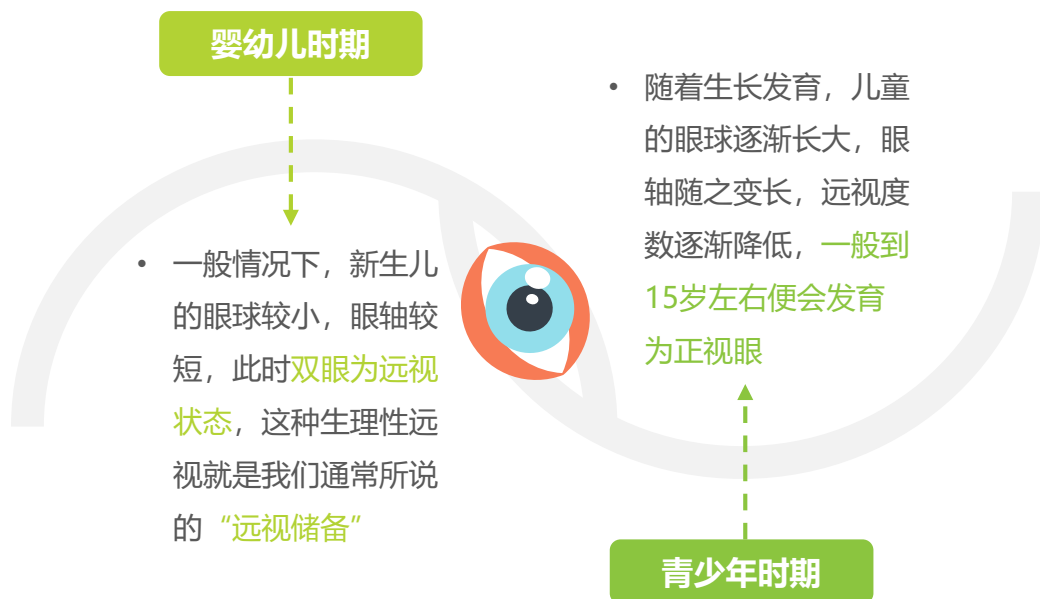 婴幼儿时期
• 一般情况下，新生儿
的眼球较小，眼轴较
短，此时双眼为远视
状态，这种生理性远
视就是我们通常所说
的“远视储备”
• 随着生长发育，儿童
的眼球逐渐长大，眼
轴随之变长，远视度
数逐渐降低，一般到
15岁左右便会发育
为正视眼
青少年时期